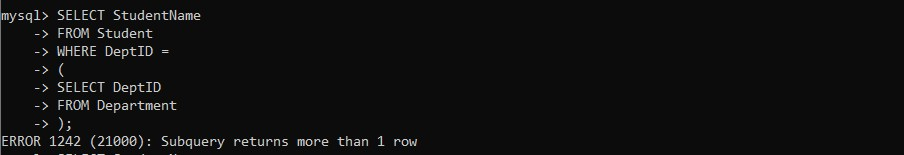 mysql> SELECT StudentName
-> FROM Student
-> WHERE DeptID =
-> (
-> SELECT DeptID
-> FROM Department
-> );
ERROR 1242 (21000): Subquery returns more than 1 row